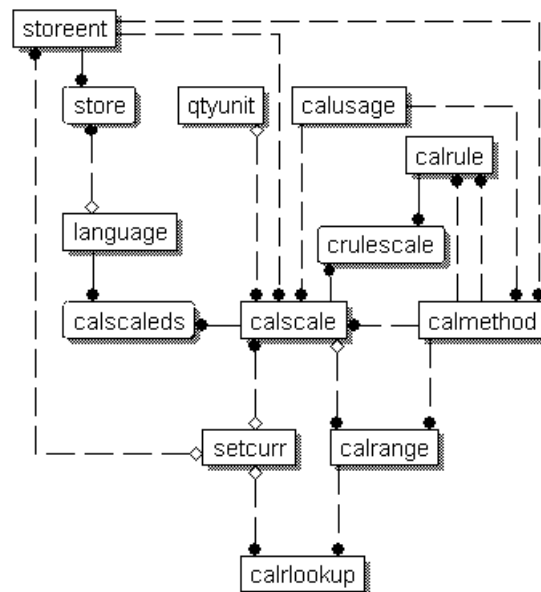 storeent
store
qtyunit
calusage
calrule
language
crulescale
calscaleds
calscale
calmethod
setcurr
calrange
calrlookup